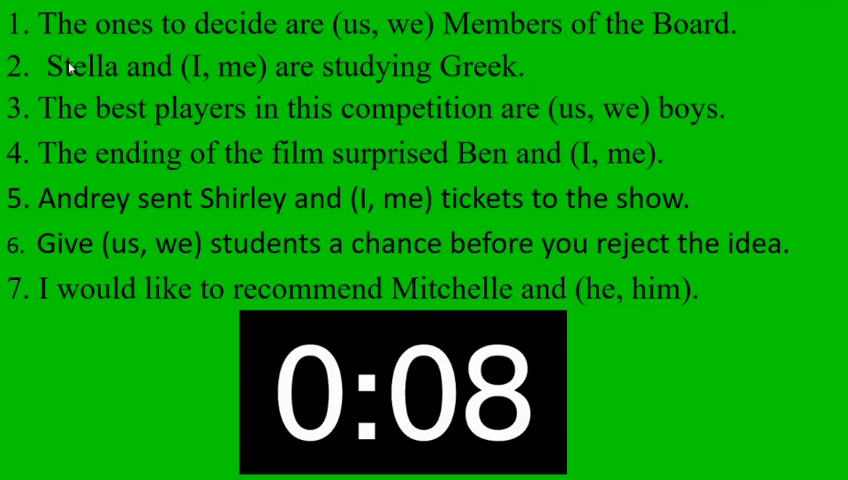 1. The ones to decide are (us, we) Members of the Board.
2. Stella and (I, me) are studying Greek.
3. The best players in this competition are (us, we) boys.
4. The ending of the film surprised Ben and (I, me).
5. Andrey sent Shirley and (I, me) tickets to the show.
6. Give (us, we) students a chance before you reject the idea.
7. I would like to recommend Mitchelle and (he, him).
0:08